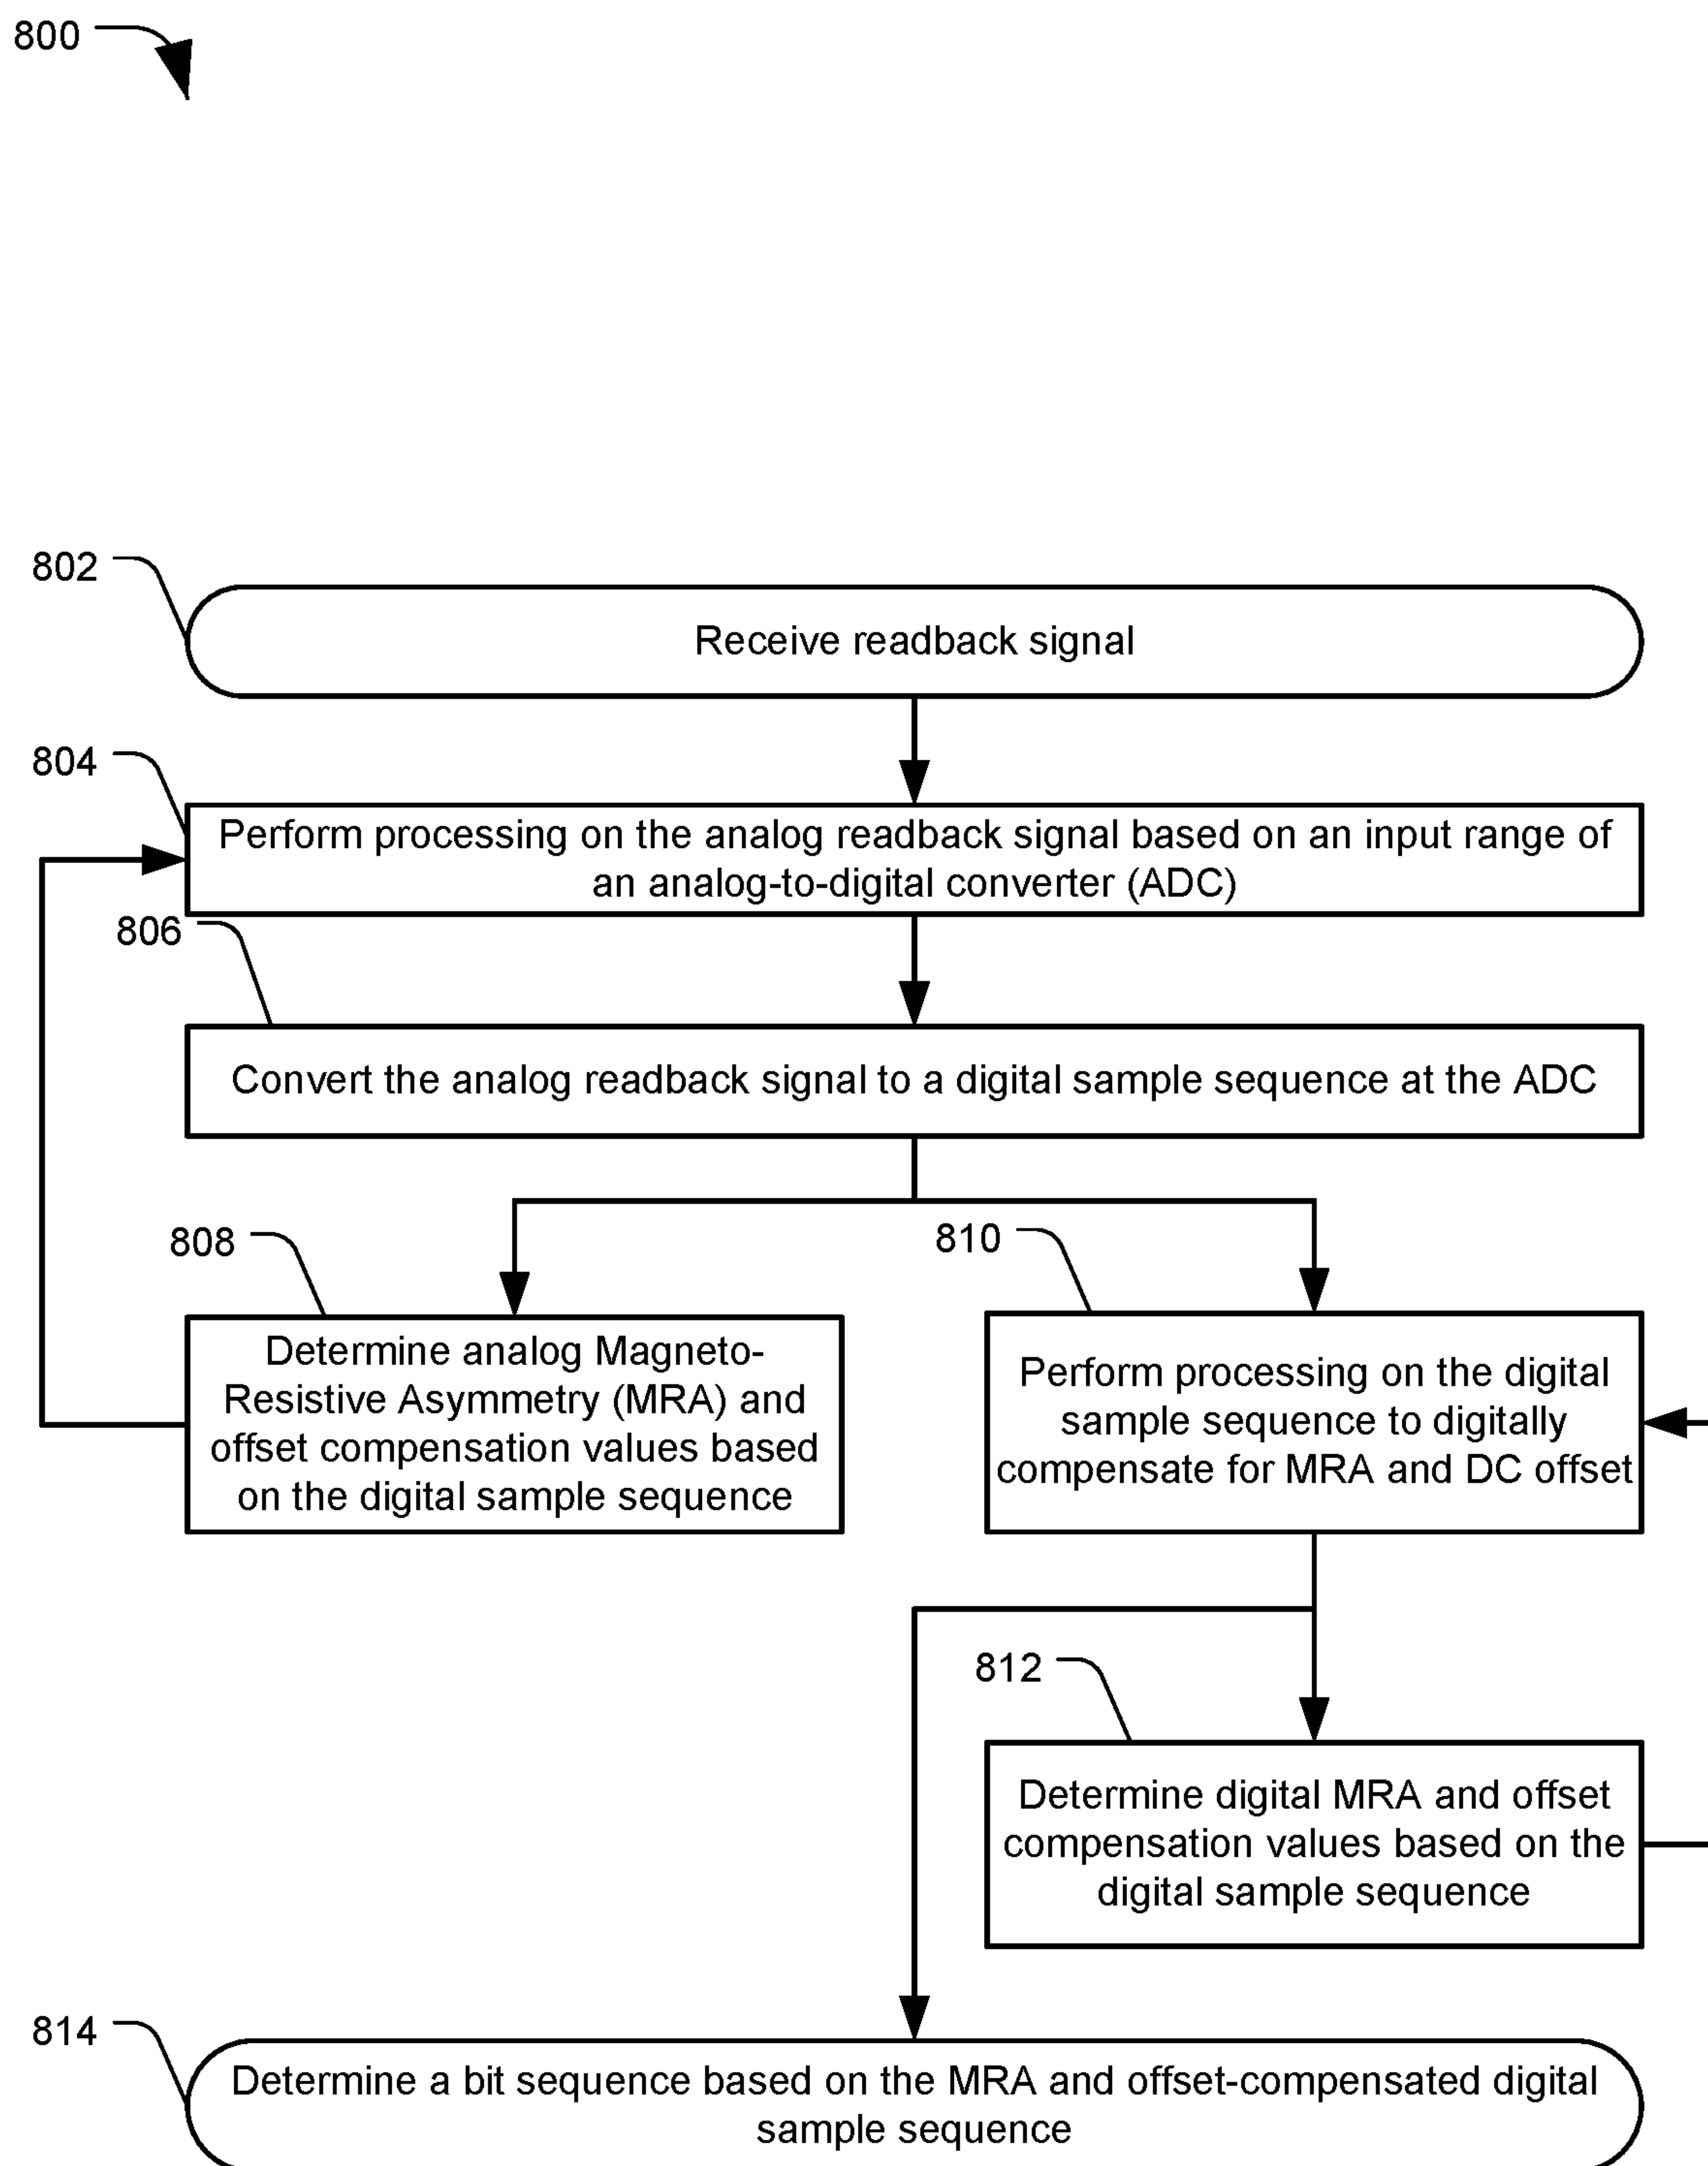 800
802
Receive readback signal
804
Perform processing on the analog readback signal based on an input range of
an analog-to-digital converter (ADC)
806
Convert the analog readback signal to a digital sample sequence at the ADC
808
Determine analog Magneto-
Resistive Asymmetry (MRA) and
offset compensation values based
on the digital sample sequence
810
Perform processing on the digital
sample sequence to digitally
compensate for MRA and DC offset
812
Determine digital MRA and offset
compensation values based on the
digital sample sequence
814
Determine a bit sequence based on the MRA and offset-compensated digital
sample sequence